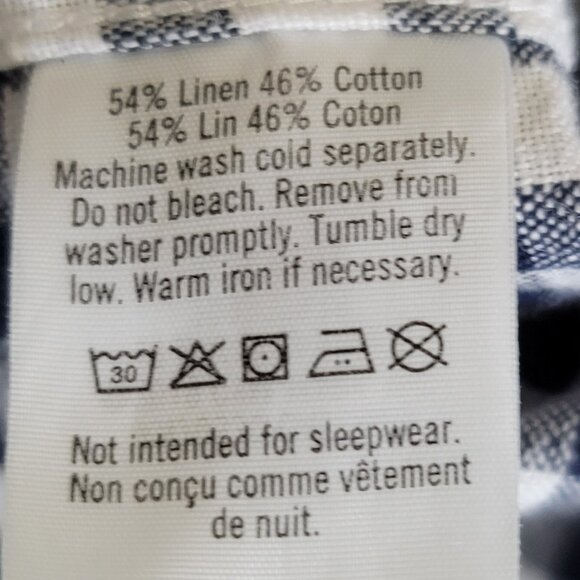 54% Linen 46% Cotton
54% Lin 46% Coton
Machine wash cold separately.
Do not bleach. Remove from
washer promptly. Tumble dry
low. Warm iron if necessary.
30
Not intended for sleepwear.
Non conçu comme vêtement
de nuit.